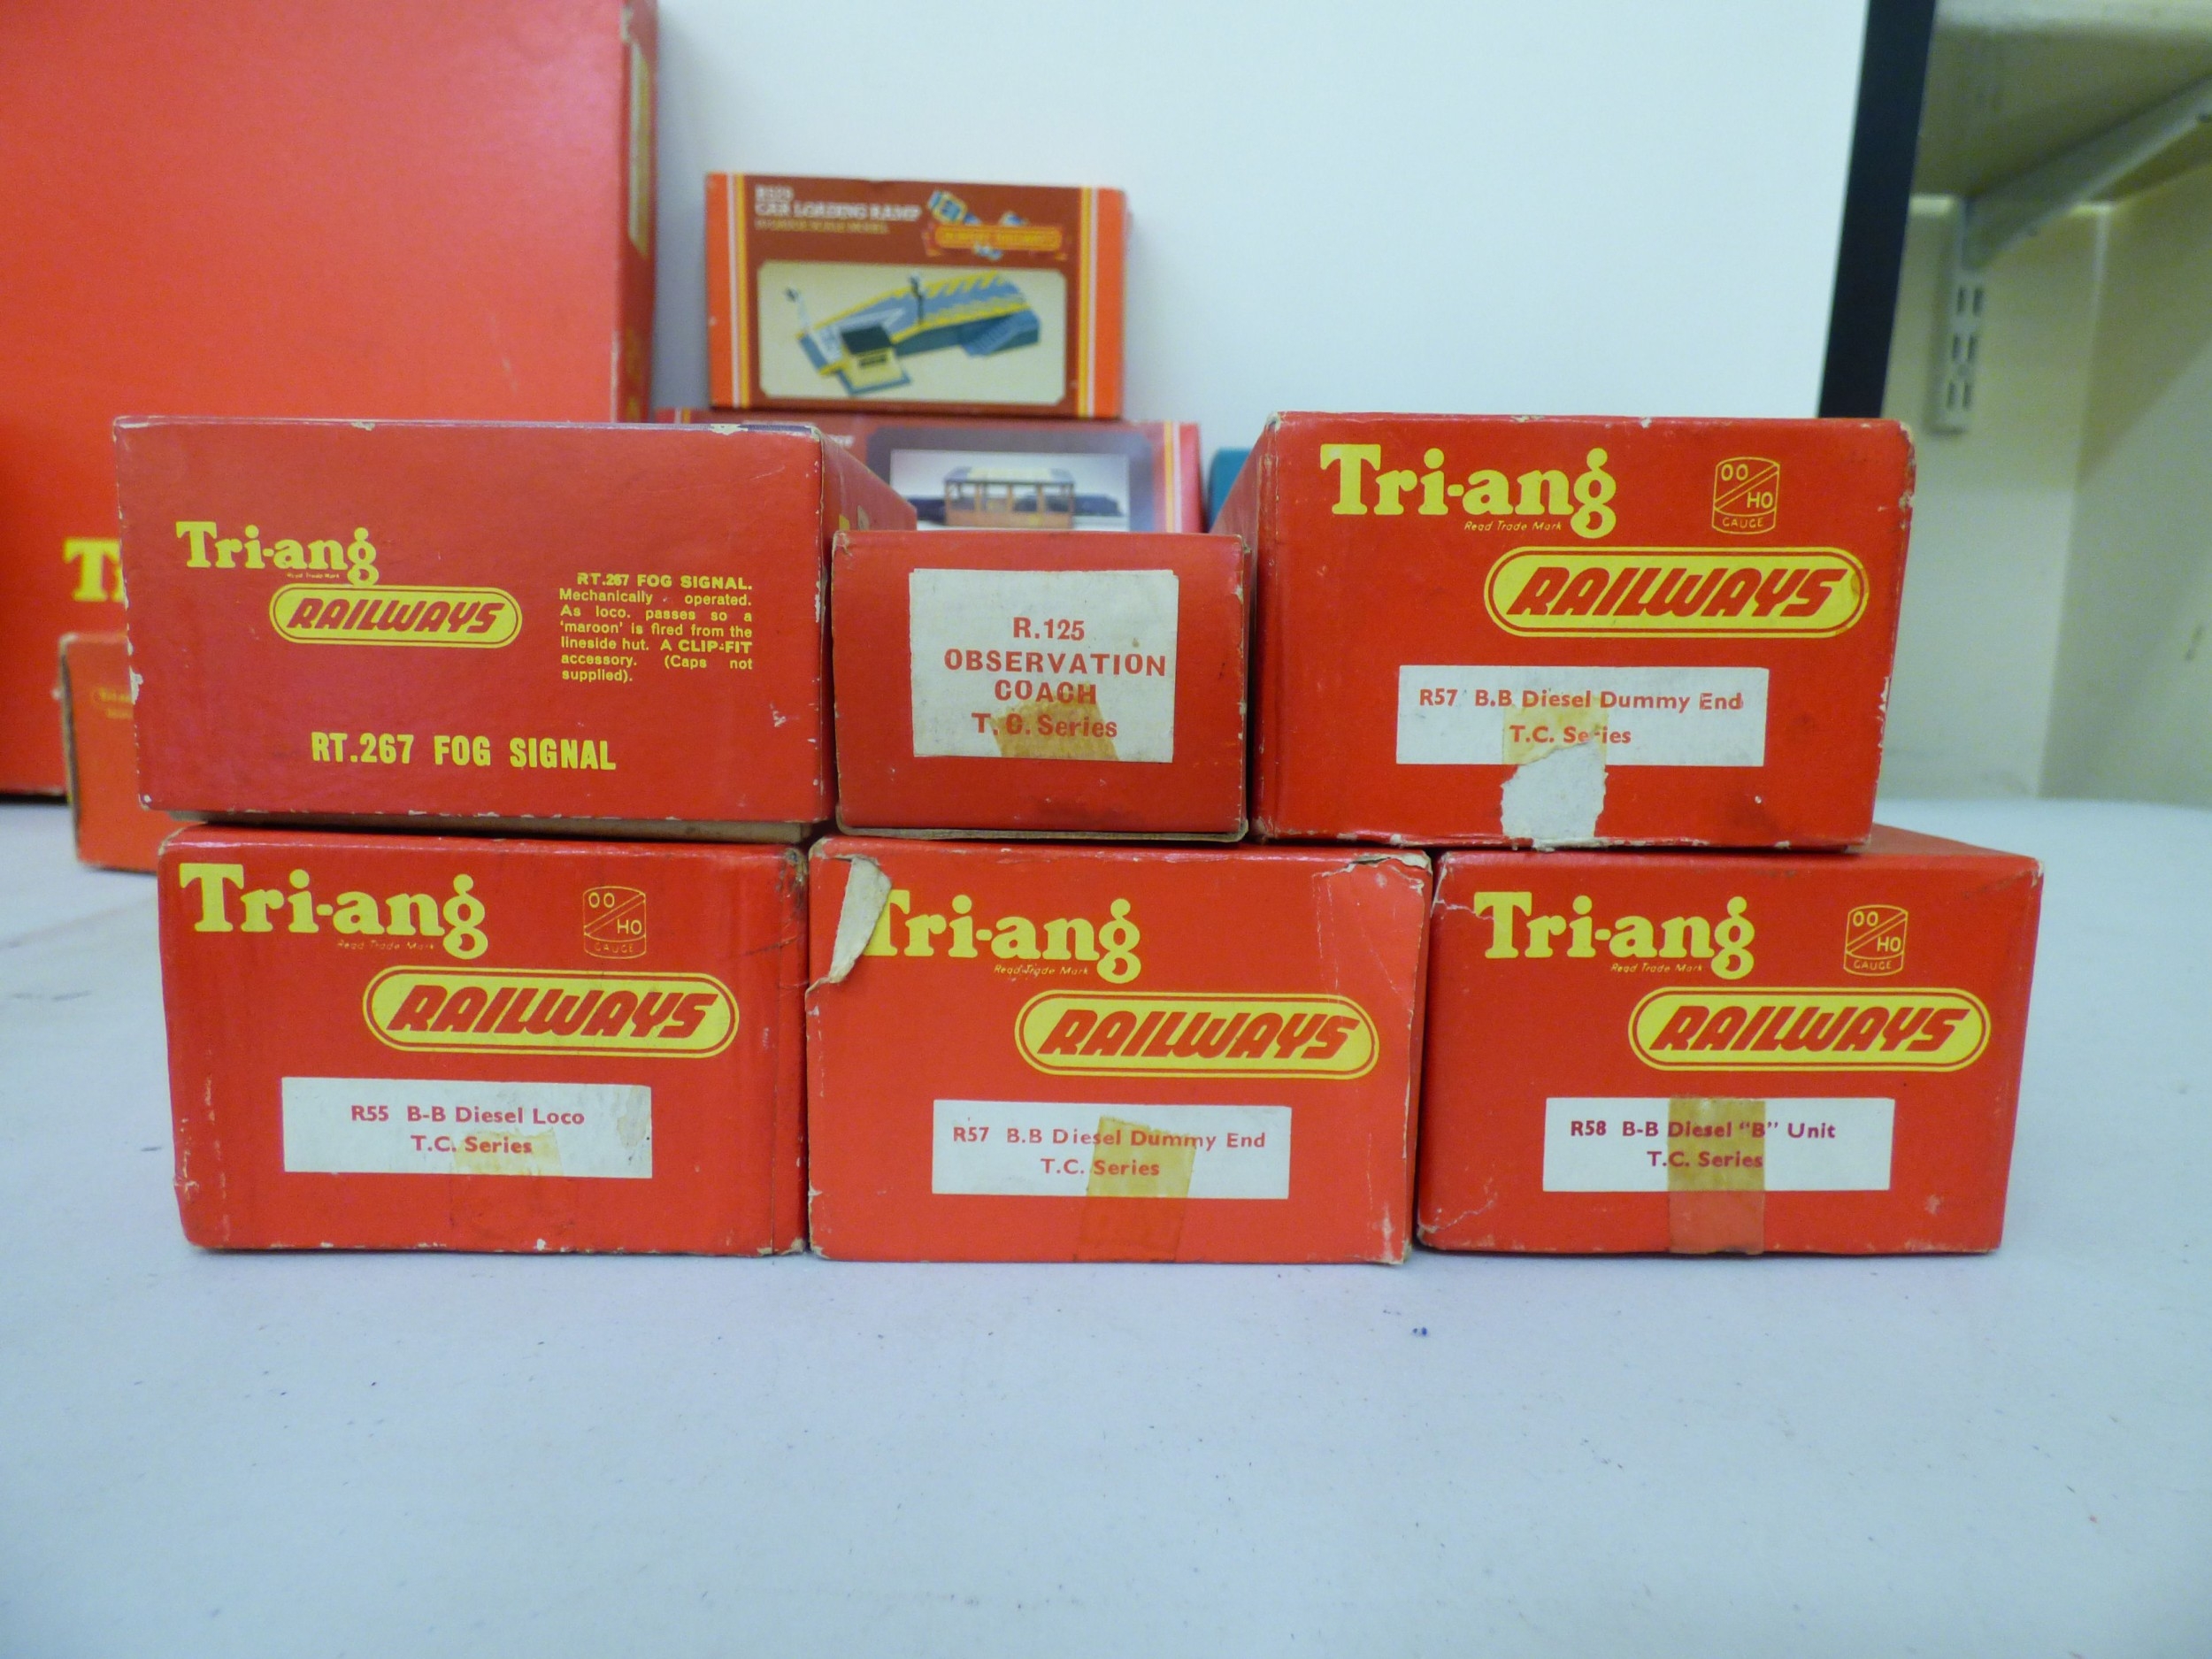 CAR LOADING RAMP
Tri-ang
RAILWAYS
RT.267 FOG SIGNAL.
Mechanically operated.
As loco. passes so a
'maroon' is fired from the
lineside hut. A CLIP-FIT
accessory. (Caps not
supplied).
RT.267 FOG SIGNAL
R.125
OBSERVATION
COACH
T.C. Series
Tri-ang
Read Trade Mark
OO
HO
GAUGE
RAILWAYS
R57 B.B Diesel Dummy End
T.C. Series
Tri-ang
Read Trade Mark
OO
HO
GAUGE
RAILWAYS
R55 B-B Diesel Loco
T.C. Series
Tri-ang
Read Trade Mark
RAILWAYS
R57 B.B Diesel Dummy End
T.C. Series
Tri-ang
Read Trade Mark
OO
HO
GAUGE
RAILWAYS
R58 B-B Diesel "B" Unit
T.C. Series